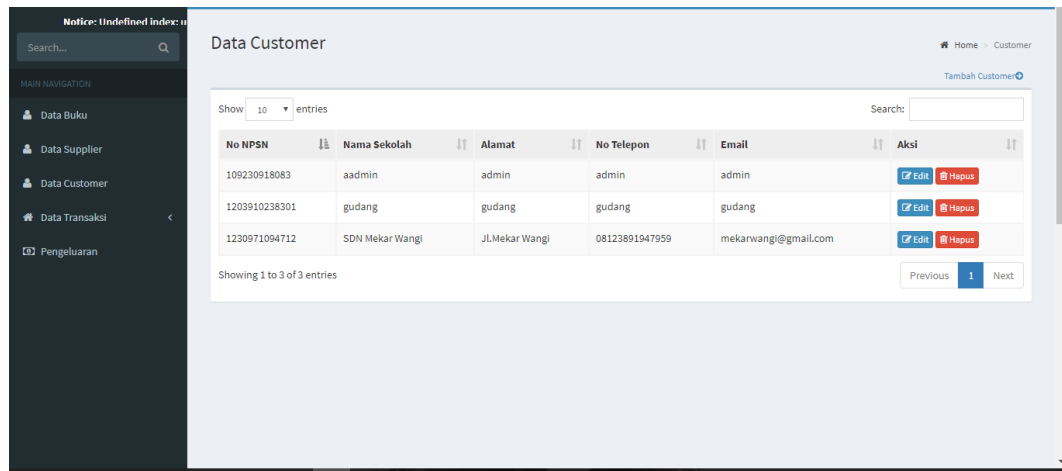 Notice: Undefined index:
Search...
MAIN NAVIGATION
Data Buku
Data Supplier
Data Customer
Data Transaksi
Pengeluaran
Data Customer
Home > Customer
Tambah Customer
Show 10 entries
Search:
No NPSN Nama Sekolah Alamat No Telepon Email Aksi
109230918083 aadmin admin admin admin Edit Hapus
1203910238301 gudang gudang gudang gudang Edit Hapus
1230971094712 SDN Mekar Wangi Jl.Mekar Wangi 08123891947959 mekarwangi@gmail.com Edit Hapus
Showing 1 to 3 of 3 entries
Previous 1 Next